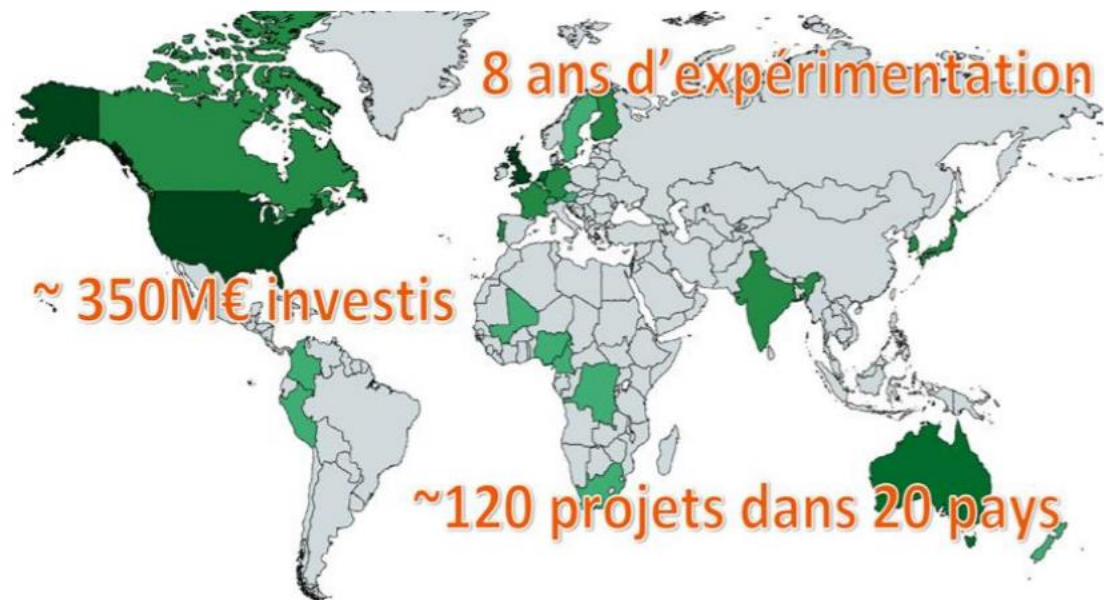 8 ans d’expérimentation
~ 350M€ investis
~120 projets dans 20 pays